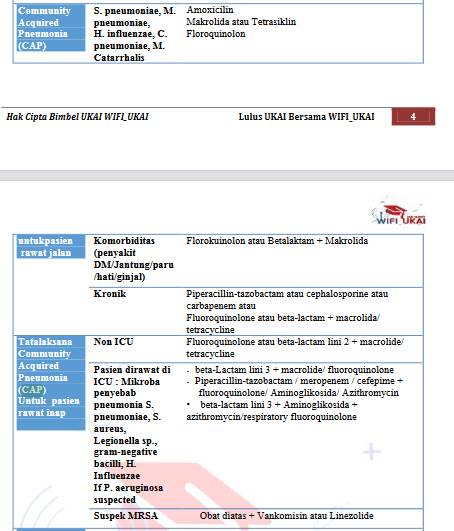 Community
Acquired
Pneumonia
(CAP)
S. pneumoniae, M.
pneumoniae,
H. influenzae, C.
pneumoniae, M.
Catarrhalis
Amoxicilin
Makrolida atau Tetrasiklin
Floroquinolon
Hak Cipta Bimbel UKAI WIFI_UKAI
Lulus UKAI Bersama WIFI_UKAI
4
WIFI_UKAI
untukpasien
rawat jalan
Komorbiditas
(penyakit
DM/Jantung/paru
/hati/ginjal)
Florokuinolon atau Betalaktam + Makrolida
Kronik
Piperacillin-tazobactam atau cephalosporine atau
carbapenem atau
Fluoroquinolone atau beta-lactam + macrolida/
tetracycline
Tatalaksana
Community
Acquired
Pneumonia
(CAP)
Untuk pasien
rawat inap
Non ICU
Fluoroquinolone atau beta-lactam lini 2 + macrolide/
tetracycline
Pasien dirawat di
ICU : Mikroba
penyebab
pneumonia S.
pneumoniae, S.
aureus,
Legionella sp.,
gram-negative
bacilli, H.
Influenzae
If P. aeruginosa
suspected
- beta-Lactam lini 3 + macrolide/ fluoroquinolone
- Piperacillin-tazobactam / meropenem / cefepime +
fluoroquinolone/ Aminoglikosida/ Azithromycin
• beta-lactam lini 3 + Aminoglikosida +
azithromycin/respiratory fluoroquinolone
Suspek MRSA
Obat diatas + Vankomisin atau Linezolide